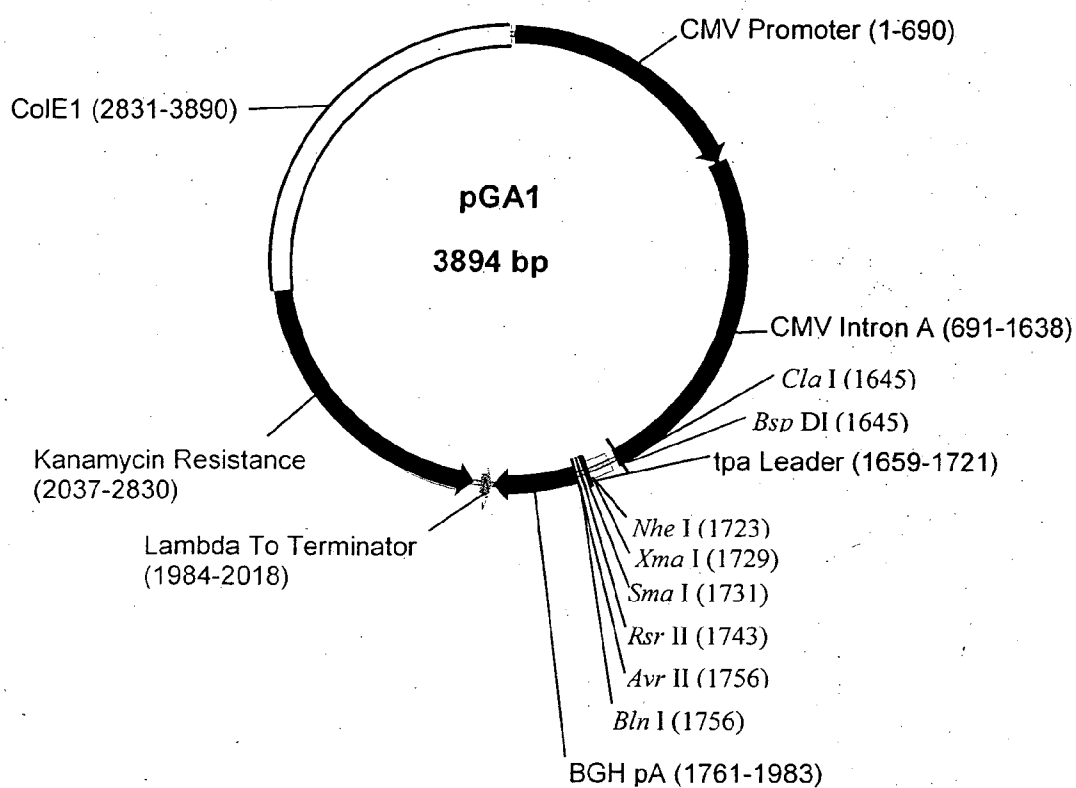 CMV Promoter (1-690)
ColE1 (2831-3890)
pGA1
3894 bp
CMV Intron A (691-1638)
Cla I (1645)
Bsp DI (1645)
tpa Leader (1659-1721)
Kanamycin Resistance
(2037-2830)
Nhe I (1723)
Lambda To Terminator
(1984-2018)
Xma I (1729)
Sma I (1731)
Rsr II (1743)
Avr II (1756)
Bln I (1756)
BGH pA (1761-1983)